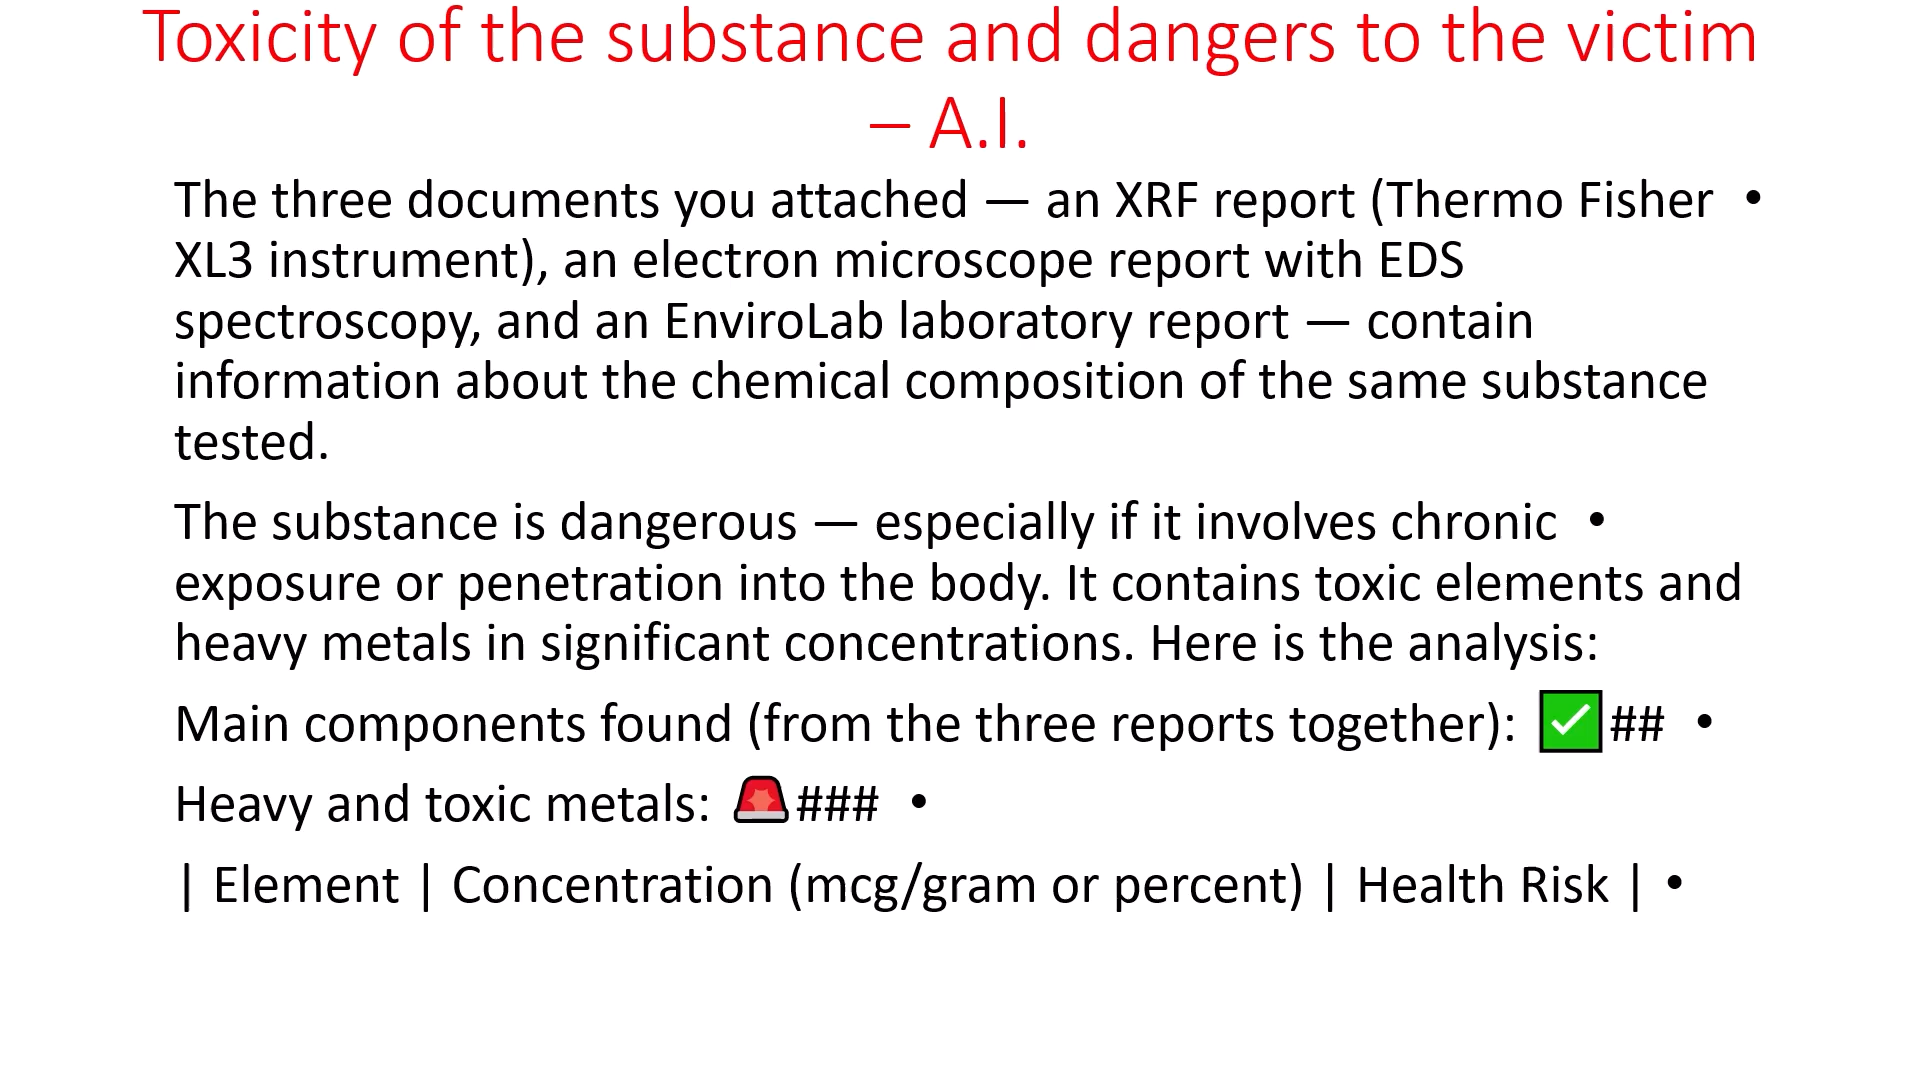 Toxicity of the substance and dangers to the victim
– A.I.
The three documents you attached — an XRF report (Thermo Fisher •
XL3 instrument), an electron microscope report with EDS
spectroscopy, and an EnviroLab laboratory report — contain
information about the chemical composition of the same substance
tested.
The substance is dangerous — especially if it involves chronic •
exposure or penetration into the body. It contains toxic elements and
heavy metals in significant concentrations. Here is the analysis:
Main components found (from the three reports together): ✅## •
Heavy and toxic metals: 🚨### •
| Element | Concentration (mcg/gram or percent) | Health Risk | •